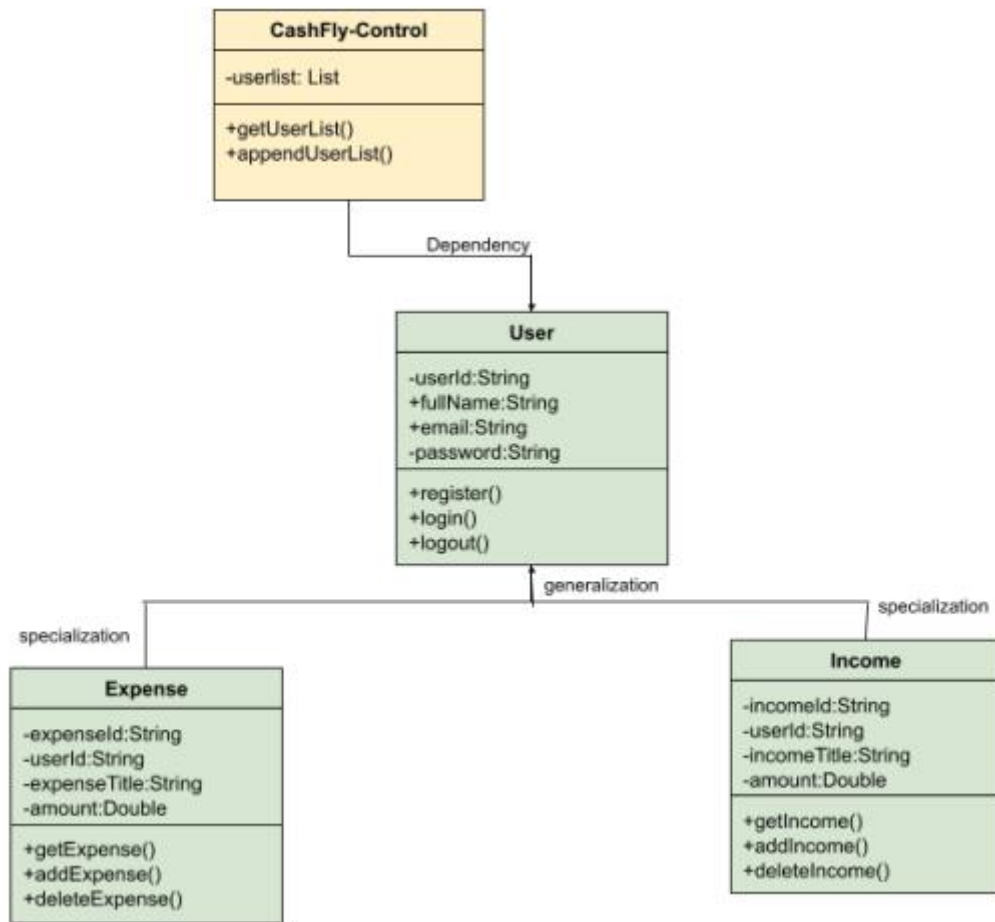 CashFly-Control
-userlist: List
+getUserList()
+appendUserList()
Dependency
User
-userId:String
+fullName:String
+email:String
-password:String
+register()
+login()
+logout()
generalization
specialization
specialization
Expense
-expenseId:String
-userId:String
-expenseTitle:String
-amount:Double
+getExpense()
+addExpense()
+deleteExpense()
Income
-incomeId:String
-userId:String
-incomeTitle:String
-amount:Double
+getIncome()
+addIncome()
+deleteIncome()